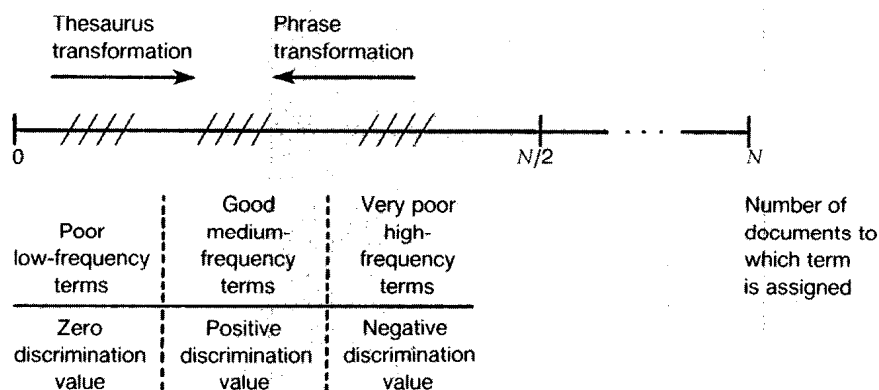 Thesaurus
transformation
Phrase
transformation
0
N/2
...
N
Poor
low-frequency
terms
Good
medium-
frequency
terms
Very poor
high-
frequency
terms
Number of
documents to
which term
is assigned
Zero
discrimination
value
Positive
discrimination
value
Negative
discrimination
value